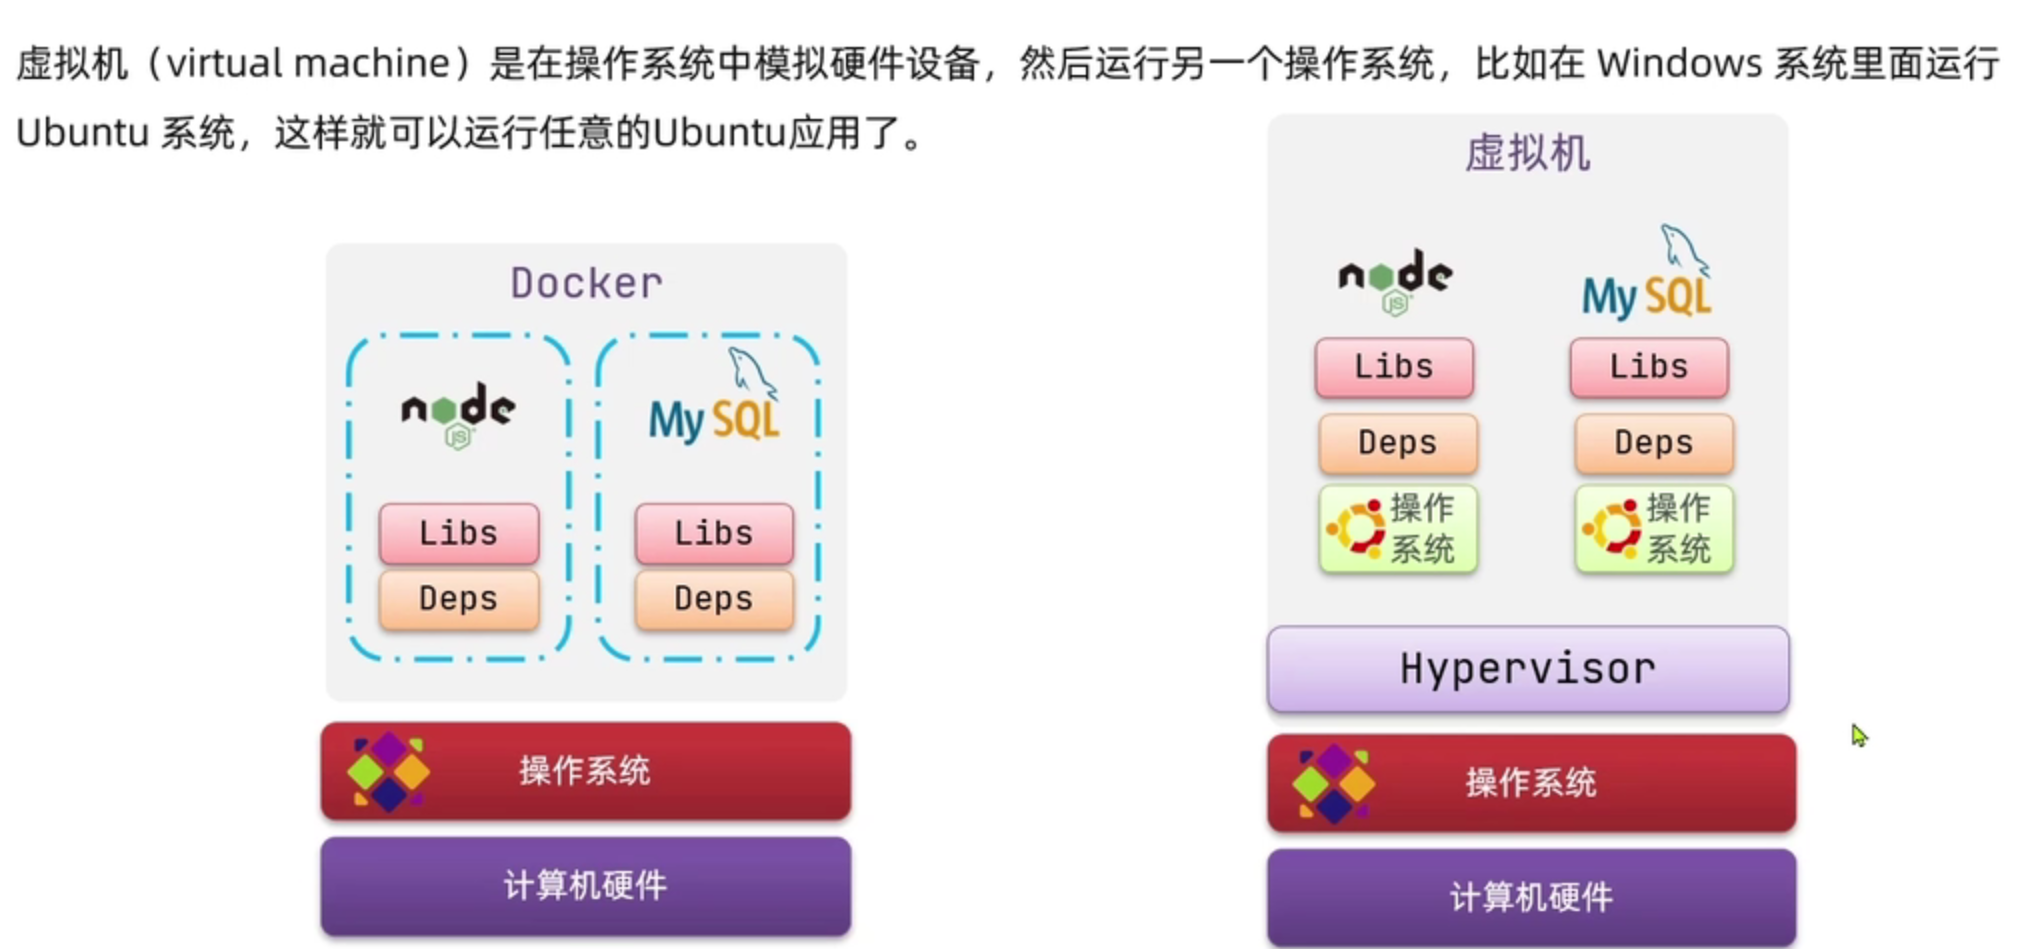 虚拟机（virtual machine）是在操作系统中模拟硬件设备，然后运行另一个操作系统，比如在 Windows 系统里面运行
Ubuntu 系统，这样就可以运行任意的Ubuntu应用了。
Docker
node
JS
MySQL
Libs
Libs
Deps
Deps
操作系统
计算机硬件
虚拟机
node
JS
MySQL
Libs
Libs
Deps
Deps
操作
系统
操作
系统
Hypervisor
操作系统
计算机硬件